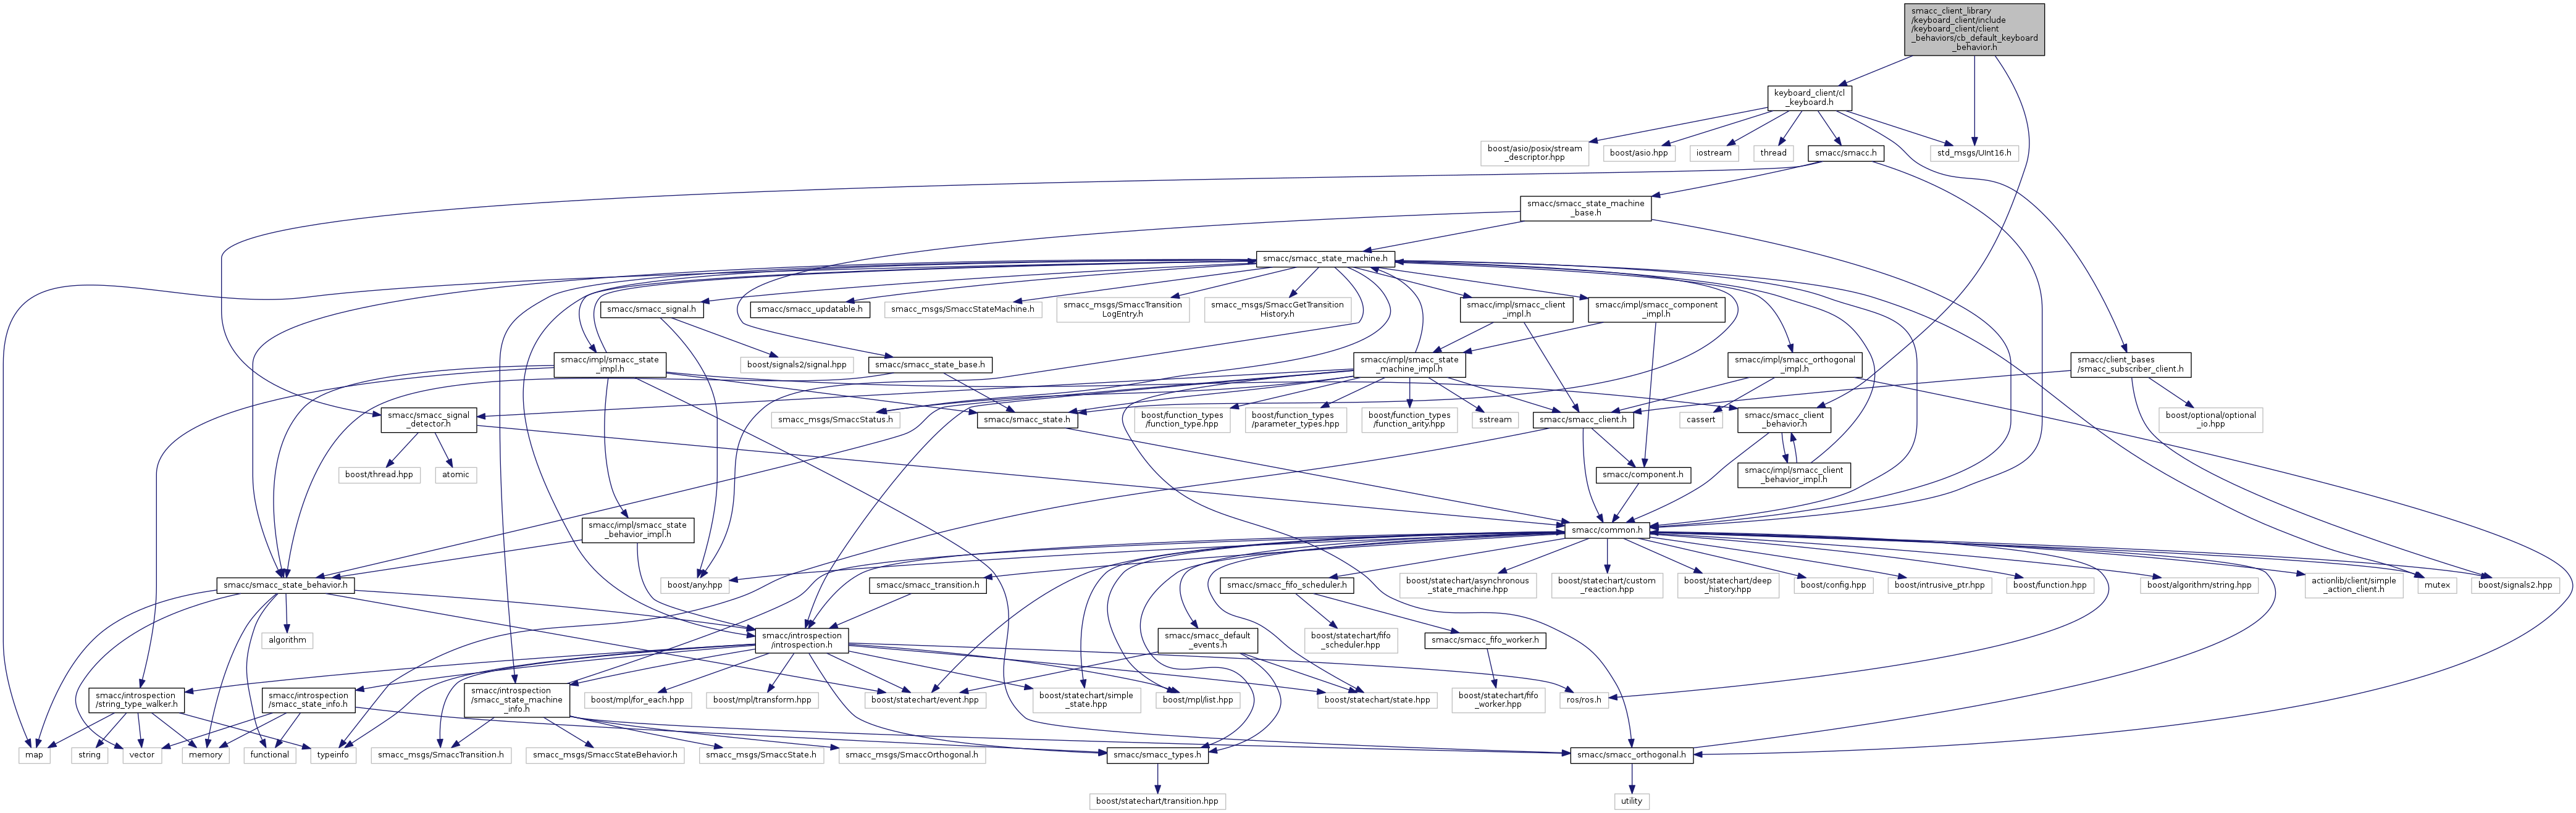 smacc_client_library
/keyboard_client/include
/keyboard_client/client
_behaviors/cb_default_keyboard
_behavior.h
keyboard_client/cl
_keyboard.h
boost/asio/posix/stream
_descriptor.hpp
boost/asio.hpp
iostream
thread
smacc/smacc.h
std_msgs/UInt16.h
smacc/smacc_state_machine
_base.h
smacc/smacc_state_machine.h
smacc/smacc_signal.h
smacc/smacc_updatable.h
smacc_msgs/SmaccStateMachine.h
smacc_msgs/SmaccTransition
LogEntry.h
smacc_msgs/SmaccGetTransition
History.h
smacc/impl/smacc_client
_impl.h
smacc/impl/smacc_component
_impl.h
smacc/impl/smacc_state
_impl.h
boost/signals2/signal.hpp
smacc/smacc_state_base.h
smacc/impl/smacc_state
_machine_impl.h
smacc/impl/smacc_orthogonal
_impl.h
smacc/client_bases
/smacc_subscriber_client.h
smacc/smacc_signal
_detector.h
smacc_msgs/SmaccStatus.h
smacc/smacc_state.h
boost/function_types
/function_type.hpp
boost/function_types
/parameter_types.hpp
boost/function_types
/function_arity.hpp
sstream
smacc/smacc_client.h
cassert
smacc/smacc_client
_behavior.h
boost/optional/optional
_io.hpp
boost/thread.hpp
atomic
smacc/component.h
smacc/impl/smacc_client
_behavior_impl.h
smacc/impl/smacc_state
_behavior_impl.h
smacc/common.h
smacc/smacc_state_behavior.h
boost/any.hpp
smacc/smacc_transition.h
smacc/smacc_fifo_scheduler.h
boost/statechart/asynchronous
_state_machine.hpp
boost/statechart/custom
_reaction.hpp
boost/statechart/deep
_history.hpp
boost/config.hpp
boost/intrusive_ptr.hpp
boost/function.hpp
boost/algorithm/string.hpp
actionlib/client/simple
_action_client.h
mutex
boost/signals2.hpp
algorithm
smacc/introspection
/introspection.h
smacc/smacc_default
_events.h
boost/statechart/fifo
_scheduler.hpp
smacc/smacc_fifo_worker.h
smacc/introspection
/string_type_walker.h
smacc/introspection
/smacc_state_info.h
smacc/introspection
/smacc_state_machine
_info.h
boost/mpl/for_each.hpp
boost/mpl/transform.hpp
boost/statechart/event.hpp
boost/statechart/simple
_state.hpp
boost/mpl/list.hpp
boost/statechart/state.hpp
boost/statechart/fifo
_worker.hpp
ros/ros.h
map
string
vector
memory
functional
typeinfo
smacc_msgs/SmaccTransition.h
smacc_msgs/SmaccStateBehavior.h
smacc_msgs/SmaccState.h
smacc_msgs/SmaccOrthogonal.h
smacc/smacc_types.h
smacc/smacc_orthogonal.h
boost/statechart/transition.hpp
utility